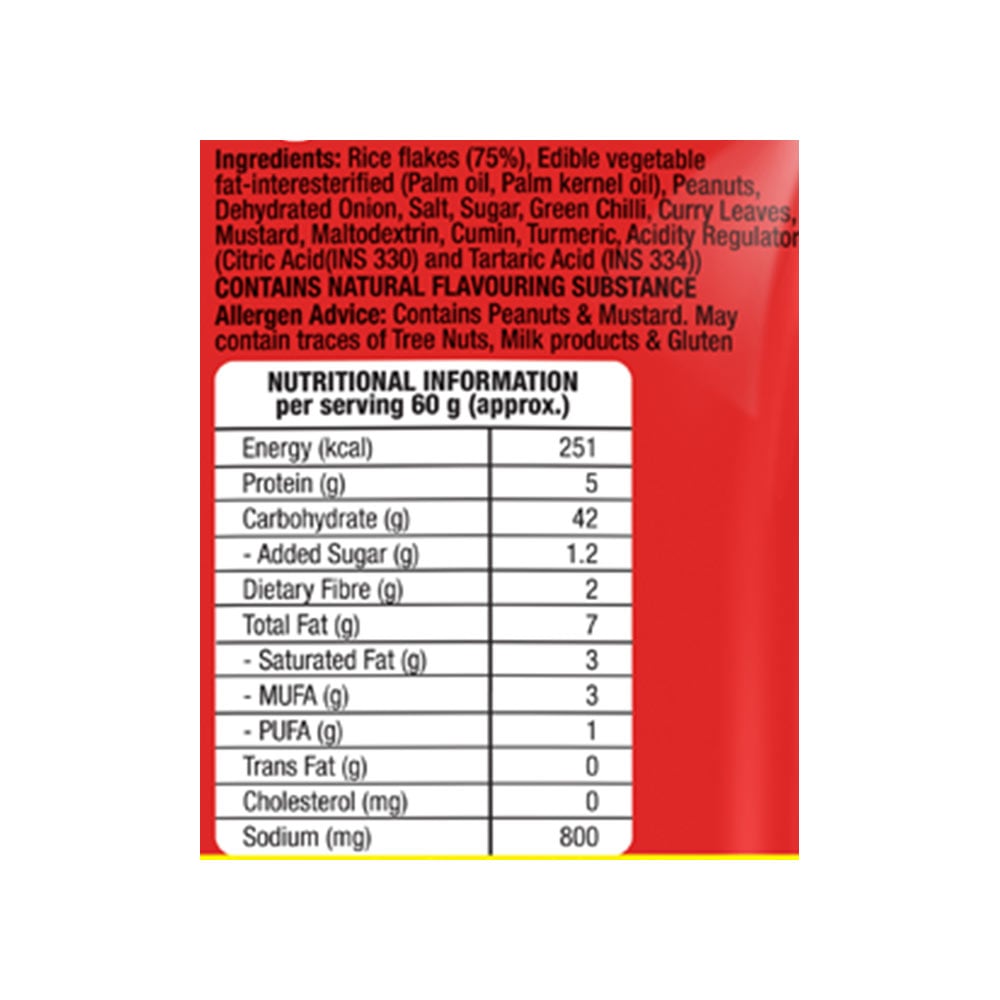 Ingredients: Rice flakes (75%), Edible vegetable
fat-interesterified (Palm oil, Palm kernel oil), Peanuts,
Dehydrated Onion, Salt, Sugar, Green Chilli, Curry Leaves,
Mustard, Maltodextrin, Cumin, Turmeric, Acidity Regulator
(Citric Acid(INS 330) and Tartaric Acid (INS 334))
CONTAINS NATURAL FLAVOURING SUBSTANCE
Allergen Advice: Contains Peanuts & Mustard. May
contain traces of Tree Nuts, Milk products & Gluten
NUTRITIONAL INFORMATION
per serving 60 g (approx.)
Energy (kcal) 251
Protein (g) 5
Carbohydrate (g) 42
- Added Sugar (g) 1.2
Dietary Fibre (g) 2
Total Fat (g) 7
- Saturated Fat (g) 3
- MUFA (g) 3
- PUFA (g) 1
Trans Fat (g) 0
Cholesterol (mg) 0
Sodium (mg) 800